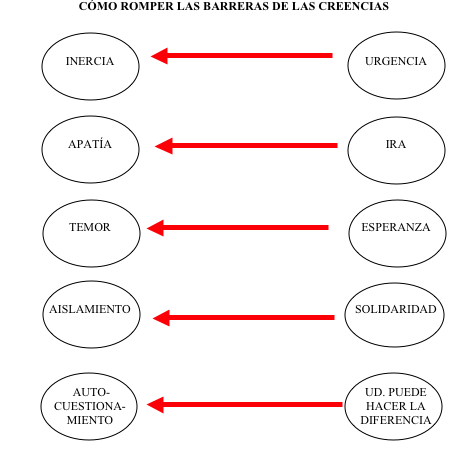 CÓMO ROMPER LAS BARRERAS DE LAS CREENCIAS
INERCIA
URGENCIA
APATÍA
IRA
TEMOR
ESPERANZA
AISLAMIENTO
SOLIDARIDAD
AUTO-
CUESTIONA-
MIENTO
UD. PUEDE
HACER LA
DIFERENCIA